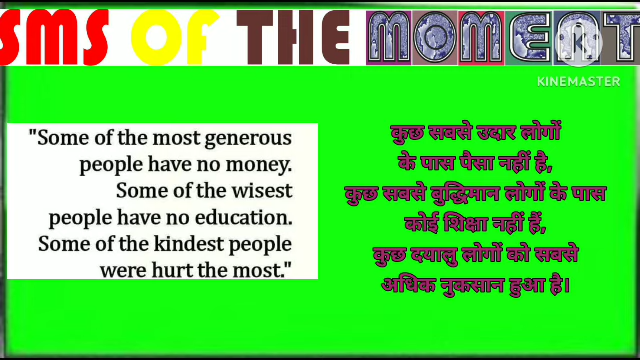 SMS OF THE MOMENT
KINEMASTER
"Some of the most generous
people have no money.
Some of the wisest
people have no education.
Some of the kindest people
were hurt the most."
कुछ सबसे उदार लोगों
के पास पैसा नहीं है,
कुछ सबसे बुद्धिमान लोगों के पास
कोई शिक्षा नहीं हैं,
कुछ दयालु लोगों को सबसे
अधिक नुकसान हुआ है।